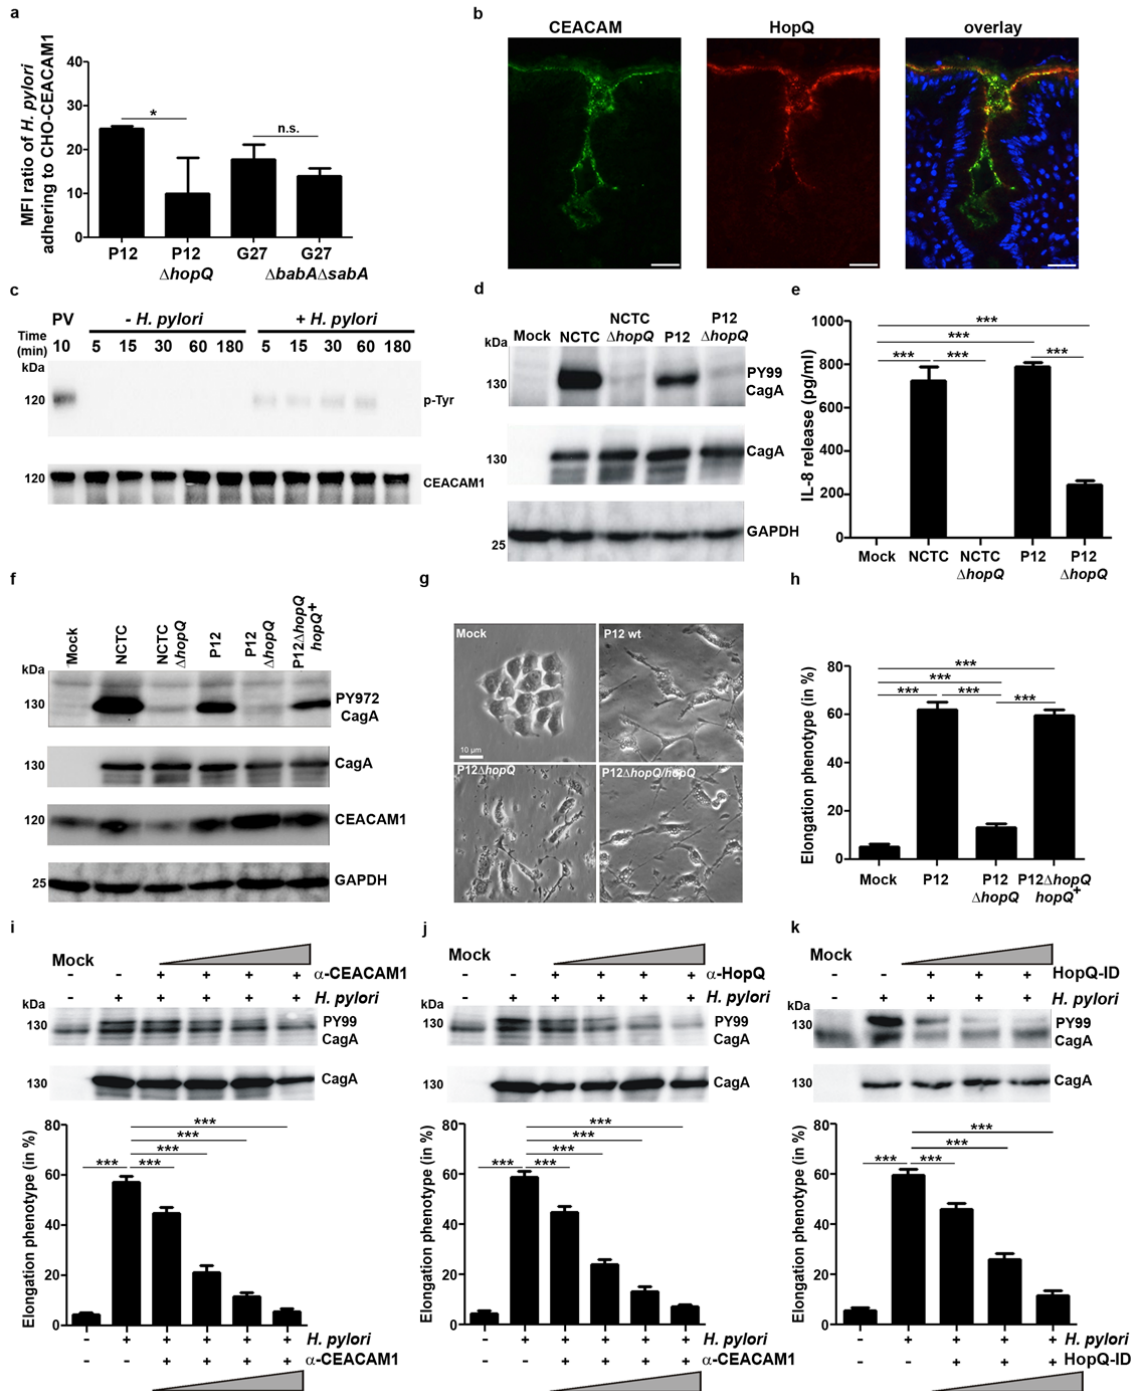 a
MFI ratio of H. pylori
adhering to CHO-CEACAM1
40
30
20
10
0
*
n.s.
P12
P12
ΔhopQ
G27
G27
ΔbabAΔsabA
b
CEACAM
HopQ
overlay
c
PV
- H. pylori
+ H. pylori
Time
(min)
10 5 15 30 60 180 5 15 30 60 180
kDa
120
p-Tyr
120
CEACAM1
d
kDa
Mock
NCTC
NCTC
ΔhopQ
P12
P12
ΔhopQ
130
PY99
CagA
130
CagA
25
GAPDH
e
IL-8 release (pg/ml)
1000
800
600
400
200
0
***
***
***
***
***
Mock
NCTC
NCTC
ΔhopQ
P12
P12
ΔhopQ
f
kDa
Mock
NCTC
NCTC
ΔhopQ
P12
P12
ΔhopQ
P12ΔhopQ
hopQ+
130
PY972
CagA
130
CagA
120
CEACAM1
25
GAPDH
g
Mock
10 µm
P12 wt
P12ΔhopQ
P12ΔhopQ/hopQ
h
Elongation phenotype (in %)
80
60
40
20
0
***
***
*** *** ***
Mock
P12
P12
ΔhopQ
P12ΔhopQ
hopQ+
i
Mock
- - + + + + α-CEACAM1
- + + + + + H. pylori
kDa
130
PY99
CagA
130
CagA
Elongation phenotype (in %)
80
60
40
20
0
***
***
***
*** ***
- + + + + + H. pylori
- - + + + + α-CEACAM1
j
Mock
- - + + + + α-HopQ
- + + + + + H. pylori
kDa
130
PY99
CagA
130
CagA
Elongation phenotype (in %)
80
60
40
20
0
***
***
***
*** ***
- + + + + + H. pylori
- - + + + + α-CEACAM1
k
Mock
- - + + + HopQ-ID
- + + + + H. pylori
kDa
130
PY99
CagA
130
CagA
Elongation phenotype (in %)
80
60
40
20
0
***
***
*** ***
- + + + + H. pylori
- - + + + HopQ-ID